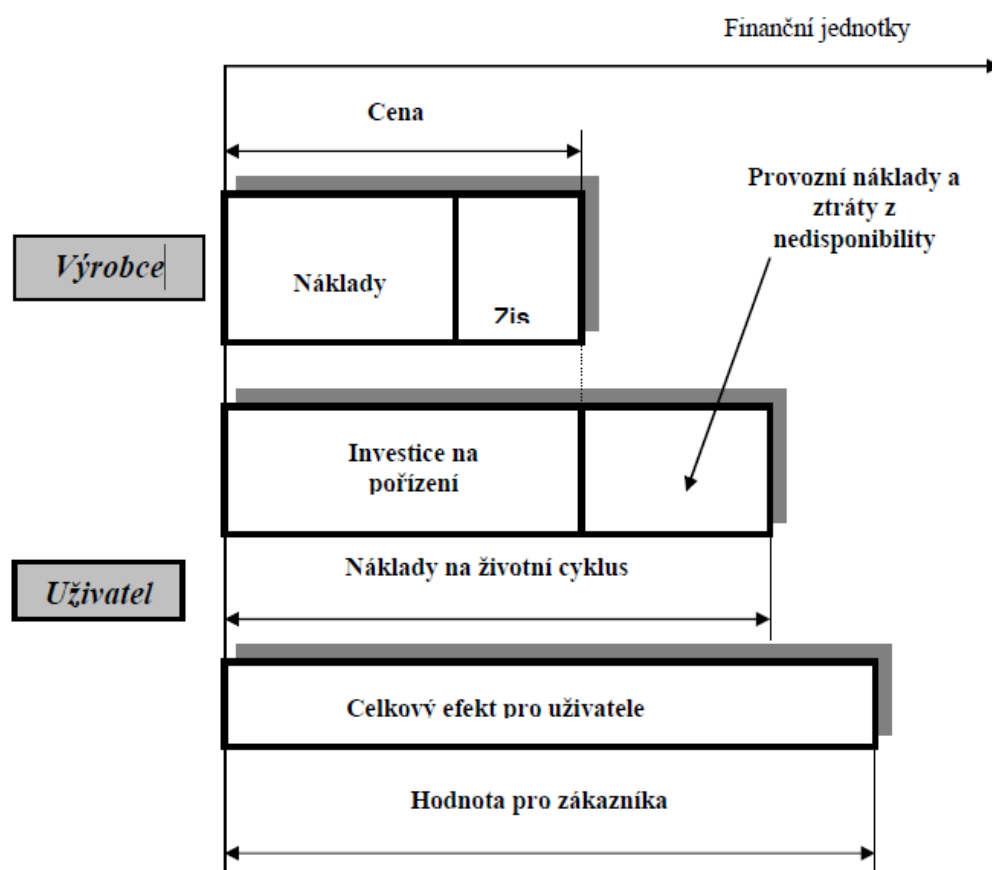 Finanční jednotky
Cena
Provozní náklady a
ztráty z
nedisponibility
Výrobce
Náklady
Zis
Investice na
pořízení
Náklady na životní cyklus
Uživatel
Celkový efekt pro uživatele
Hodnota pro zákazníka